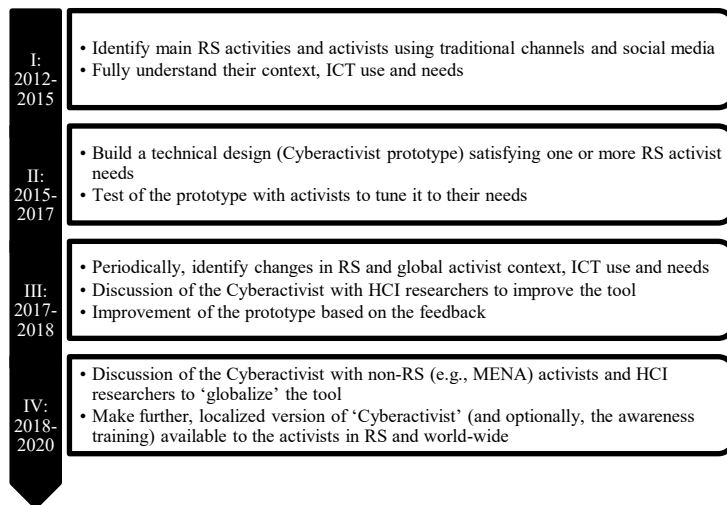 I:
2012-
2015
• Identify main RS activities and activists using traditional channels and social media
• Fully understand their context, ICT use and needs
II:
2015-
2017
• Build a technical design (Cyberactivist prototype) satisfying one or more RS activist
needs
• Test of the prototype with activists to tune it to their needs
III:
2017-
2018
• Periodically, identify changes in RS and global activist context, ICT use and needs
• Discussion of the Cyberactivist with HCI researchers to improve the tool
• Improvement of the prototype based on the feedback
IV:
2018-
2020
• Discussion of the Cyberactivist with non-RS (e.g., MENA) activists and HCI
researchers to ‘globalize’ the tool
• Make further, localized version of ‘Cyberactivist’ (and optionally, the awareness
training) available to the activists in RS and world-wide